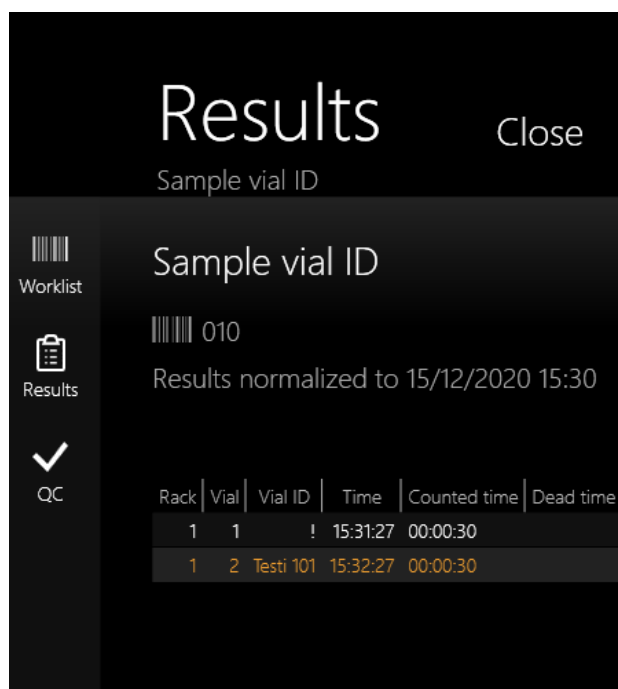 Results
Close
Sample vial ID
Worklist
Results
QC
Sample vial ID
010
Results normalized to 15/12/2020 15:30
Rack Vial Vial ID Time Counted time Dead time
1 1 ! 15:31:27 00:00:30
1 2 Testi 101 15:32:27 00:00:30